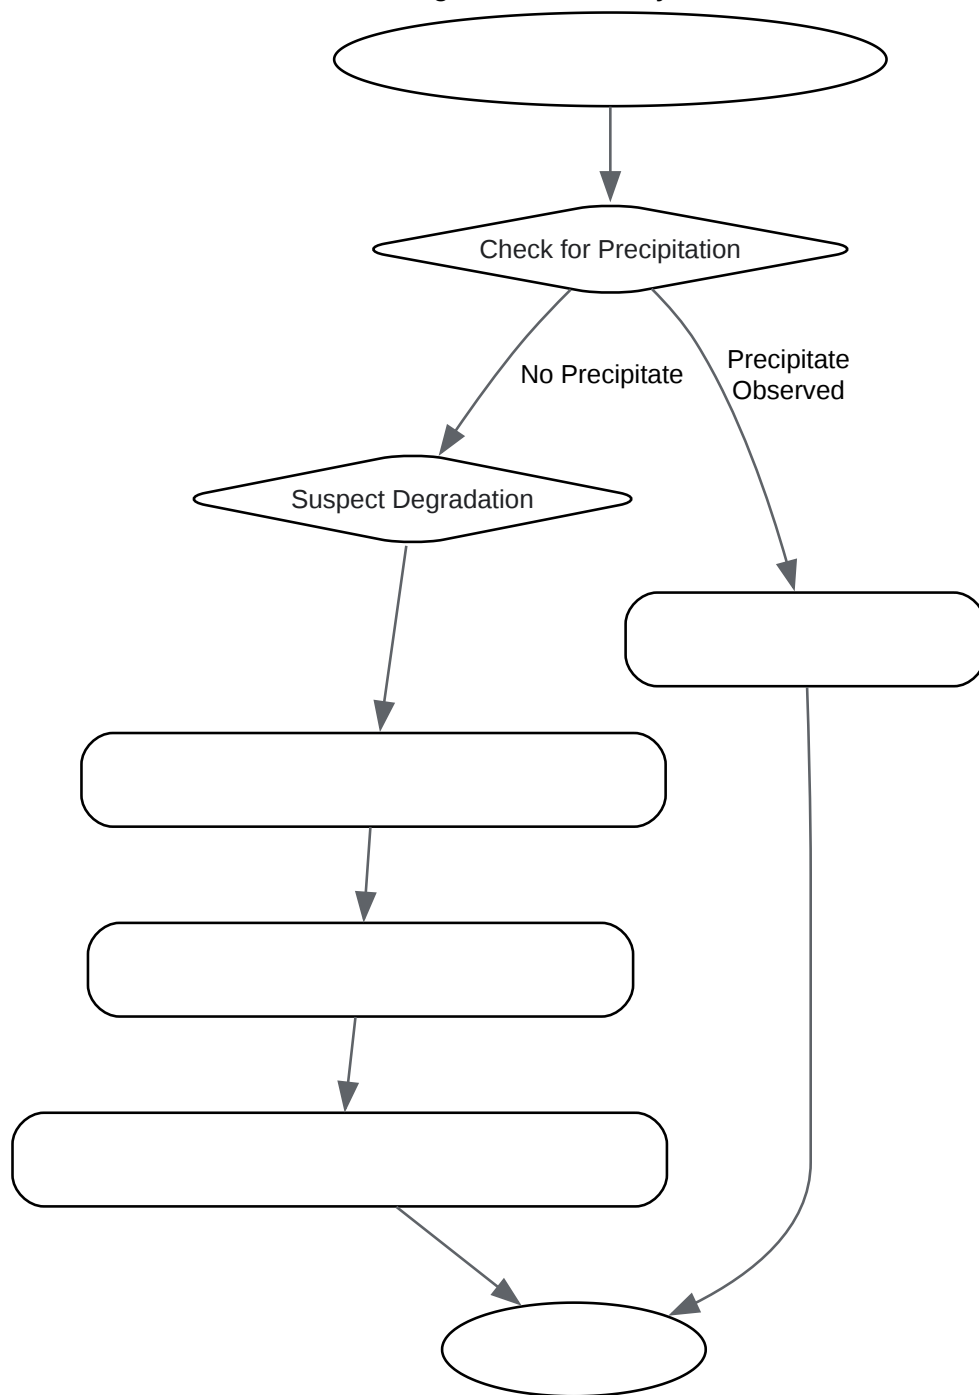 Check for Precipitation
No Precipitate
Precipitate
Observed
Suspect Degradation